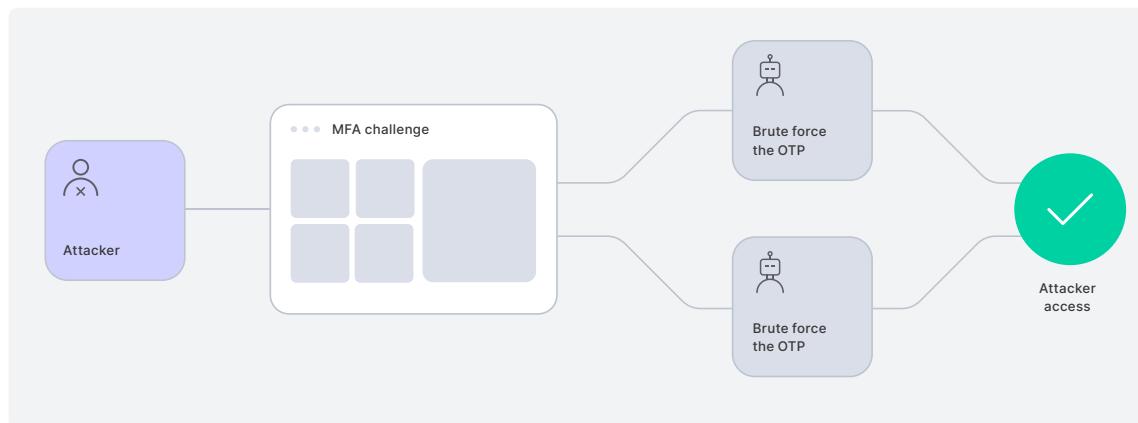 MFA challenge
Attacker
Brute force
the OTP
Brute force
the OTP
Attacker
access